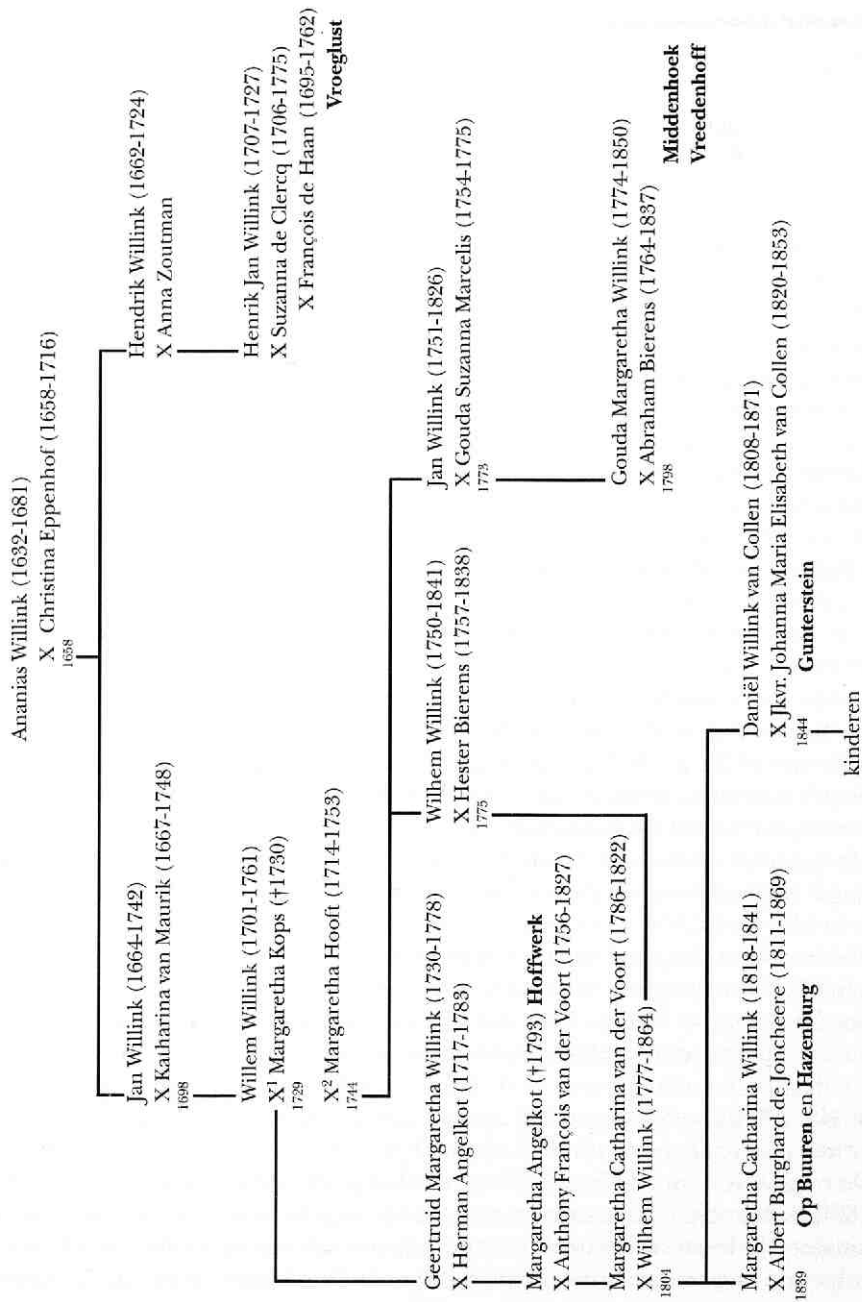 Ananias Willink (1632-1681)
X Christina Eppenhof (1658-1716)
1658
Jan Willink (1664-1742)
X Katharina van Maurik (1667-1748)
1698
Hendrik Willink (1662-1724)
X Anna Zoutman
Willem Willink (1701-1761)
X¹ Margaretha Kops (†1730)
1729
X² Margaretha Hooft (1714-1753)
1744
Henrik Jan Willink (1707-1727)
X Suzanna de Clercq (1706-1775)
X François de Haan (1695-1762)
Vroeglust
Geertruid Margaretha Willink (1730-1778)
X Herman Angelkot (1717-1783)
Wilhem Willink (1750-1841)
X Hester Bierens (1757-1838)
1775
Jan Willink (1751-1826)
X Gouda Suzanna Marcelis (1754-1775)
1773
Margaretha Angelkot (†1793) Hoffwerk
X Anthony François van der Voort (1756-1827)
Margaretha Catharina van der Voort (1786-1822)
X Wilhem Willink (1777-1864)
1804
Gouda Margaretha Willink (1774-1850)
X Abraham Bierens (1764-1837)
1798
Middenhoek
Vreedenhoff
Margaretha Catharina Willink (1818-1841)
X Albert Burghard de Joncheere (1811-1869)
1839
Op Buuren en Hazenburg
Daniël Willink van Collen (1808-1871)
X Jkvr. Johanna Maria Elisabeth van Collen (1820-1853)
1844
Gunterstein
kinderen